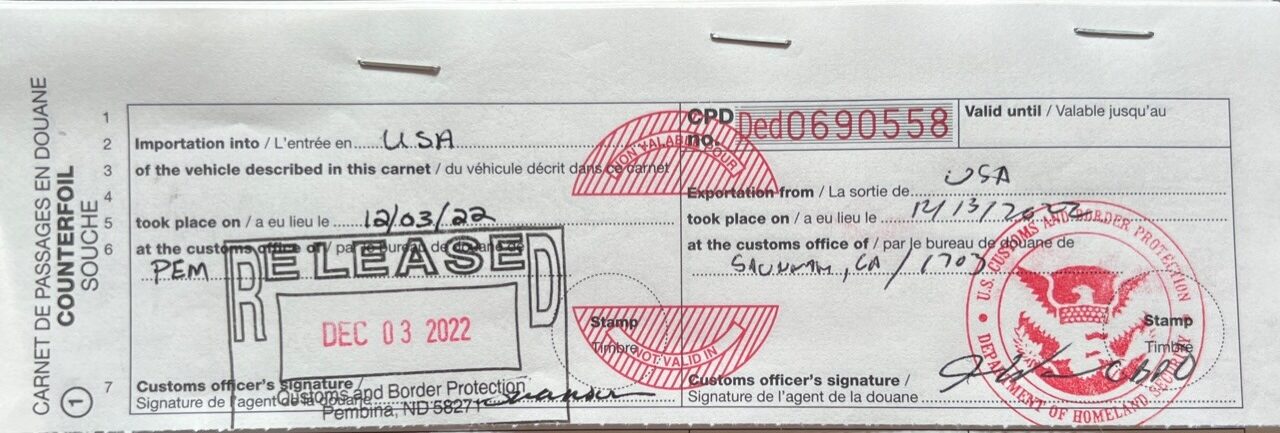 CARNET DE PASSAGES EN DOUANE
COUNTERFOIL
SOUCHE
1
1
2
3
4
5
6
7
Importation into / L'entrée en USA
of the vehicle described in this carnet / du véhicule décrit dans ce carnet
took place on / a eu lieu le 12/03/22
at the customs office of / par le bureau de douane de
PEM
RELEASED
DEC 03 2022
Customs and Border Protection
Pembina, ND 58271
Customs officer's signature /
Signature de l'agent de la douane
NON VALABLE POUR
NOT VALID IN
Stamp
Timbre
CPD no. Ded0690558
Valid until / Valable jusqu'au
Exportation from / La sortie de USA
took place on / a eu lieu le 12/13/2022
at the customs office of / par le bureau de douane de
/ 1703
U.S. CUSTOMS AND BORDER PROTECTION
DEPARTMENT OF HOMELAND SECURITY
Stamp
Timbre
Customs officer's signature /
Signature de l'agent de la douane
CBPO